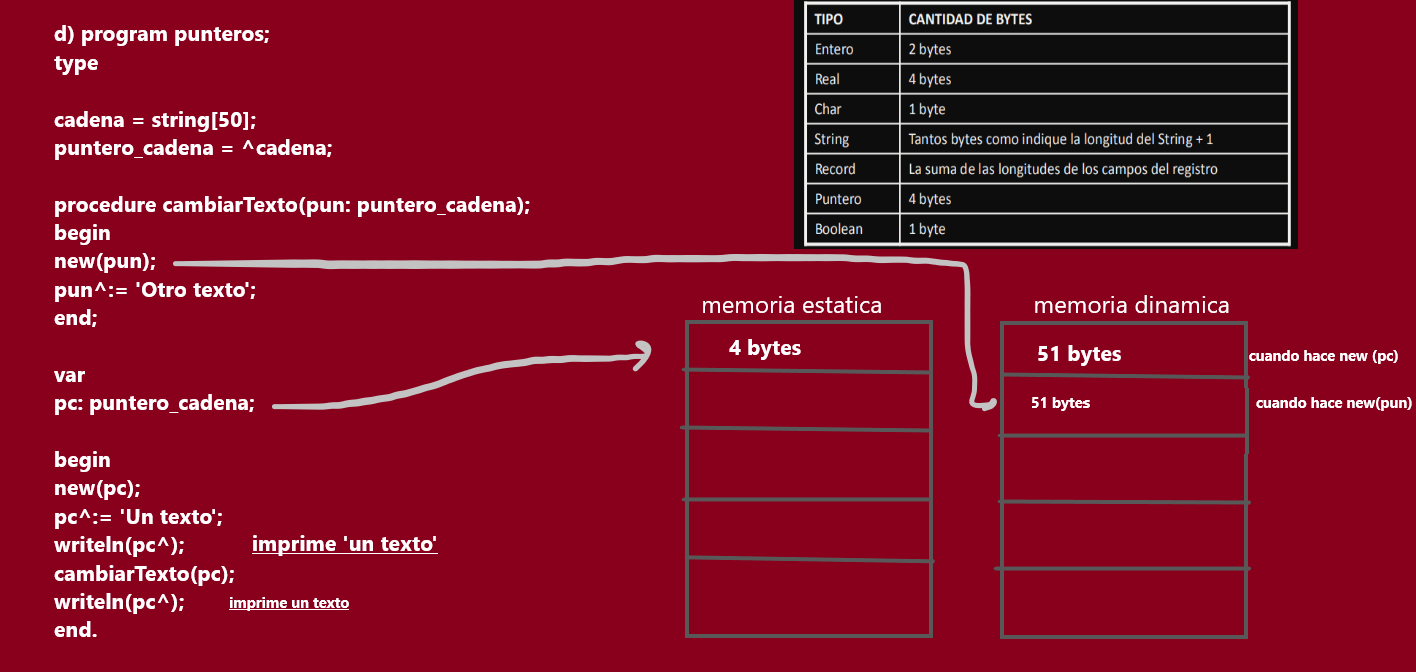 d) program punteros;
type
cadena = string[50];
puntero_cadena = ^cadena;
procedure cambiarTexto(pun: puntero_cadena);
begin
new(pun);
pun^:= 'Otro texto';
end;
var
pc: puntero_cadena;
begin
new(pc);
pc^:= 'Un texto';
writeln(pc^); imprime 'un texto'
cambiarTexto(pc);
writeln(pc^); imprime un texto
end.
TIPO CANTIDAD DE BYTES
Entero 2 bytes
Real 4 bytes
Char 1 byte
String Tantos bytes como indique la longitud del String + 1
Record La suma de las longitudes de los campos del registro
Puntero 4 bytes
Boolean 1 byte
memoria estatica
4 bytes
memoria dinamica
51 bytes cuando hace new (pc)
51 bytes cuando hace new(pun)